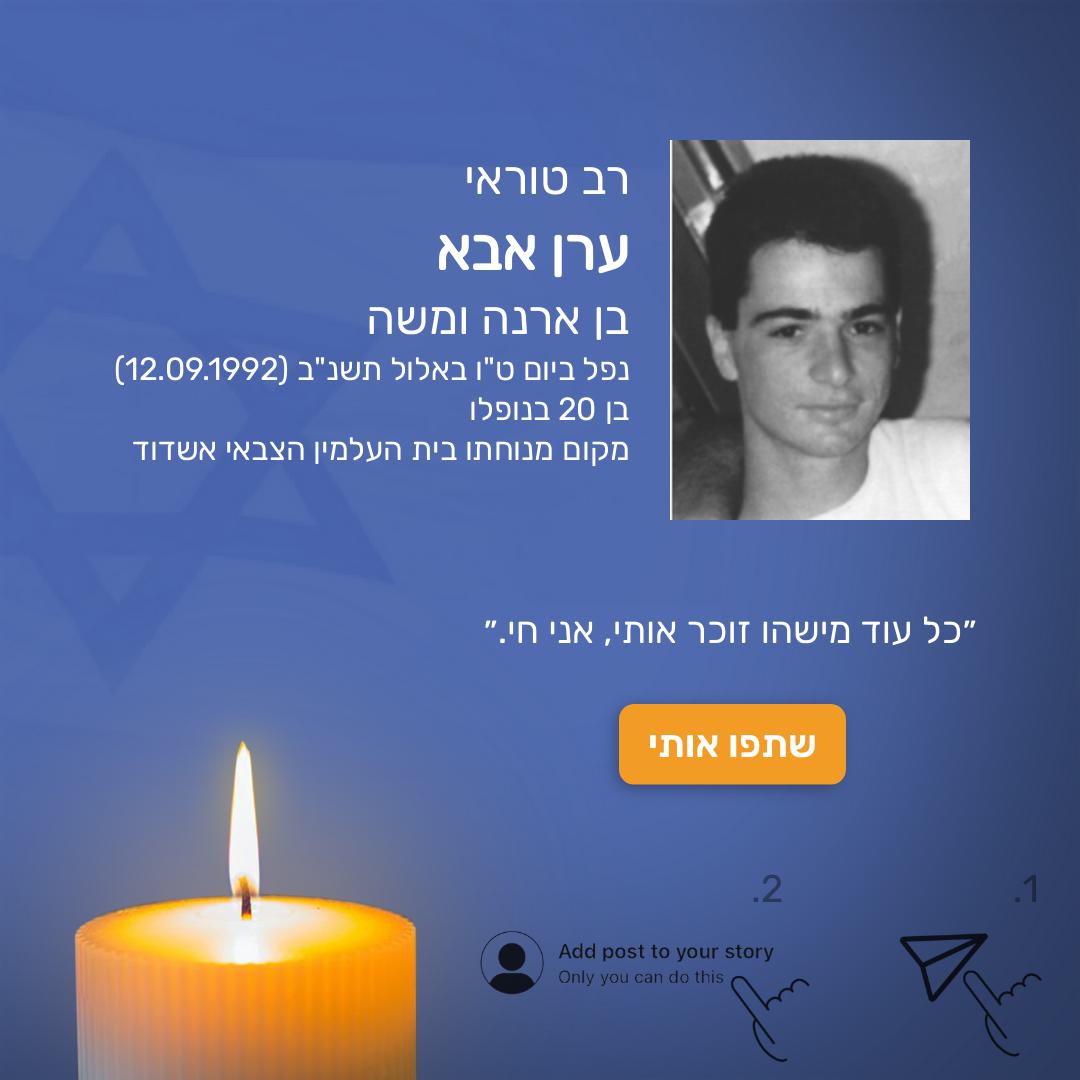 רב טוראי
ערן אבא
בן ארנה ומשה
נפל ביום ט"ו באלול תשנ"ב (12.09.1992)
בן 20 בנופלו
מקום מנוחתו בית העלמין הצבאי אשדוד
״כל עוד מישהו זוכר אותי, אני חי.״
שתפו אותי
1.
2.
Add post to your story
Only you can do this